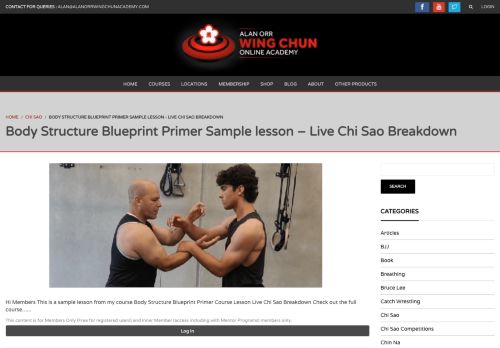 CONTACT FOR QUERIES : ALAN@ALANORRWINGCHUNACADEMY.COM
LOGIN
ALAN ORR
WING CHUN
ONLINE ACADEMY
HOME COURSES LOCATIONS MEMBERSHIP SHOP BLOG ABOUT OTHER PRODUCTS
HOME / CHI SAO / BODY STRUCTURE BLUEPRINT PRIMER SAMPLE LESSON - LIVE CHI SAO BREAKDOWN
Body Structure Blueprint Primer Sample lesson – Live Chi Sao Breakdown
Hi Members This is a sample lesson from my course Body Structure Blueprint Primer Course Lesson Live Chi Sao Breakdown Check out the full
course.......
This content is for Members Only (Free for registered users) and Inner Member (access including with Mentor Programs) members only.
Log In
SEARCH
CATEGORIES
Articles
BJJ
Book
Breathing
Bruce Lee
Catch Wrestling
Chi Sao
Chi Sao Competitions
Chin Na